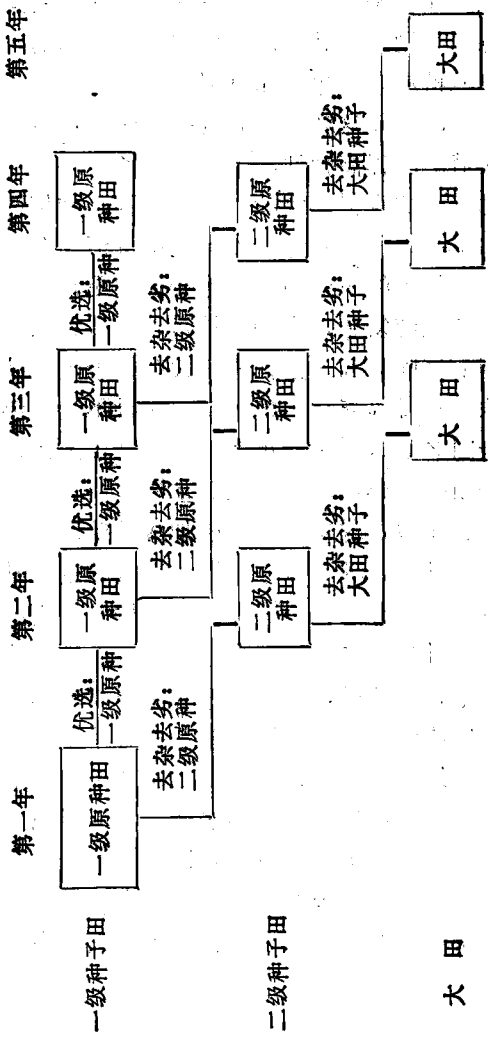 第一年
第二年
第三年
第四年
第五年
一级种子田
一级原种田
优选：
一级原种
一级原
种田
优选：
一级原种
一级原
种田
优选：
一级原种
一级原
种田
去杂去劣：
二级原种
去杂去劣：
二级原种
去杂去劣：
二级原种
二级种子田
二级原
种田
二级原
种田
二级原
种田
去杂去劣：
大田种子
去杂去劣：
大田种子
去杂去劣：
大田种子
大 田
大 田
大 田
大田